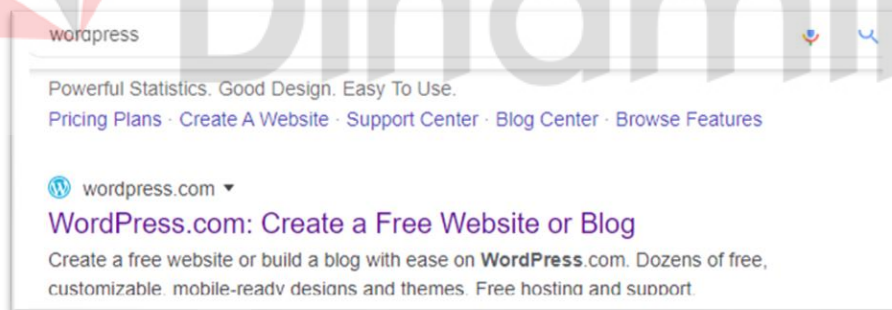 Dinami
wordpress
Powerful Statistics. Good Design. Easy To Use.
Pricing Plans · Create A Website · Support Center · Blog Center · Browse Features
wordpress.com
WordPress.com: Create a Free Website or Blog
Create a free website or build a blog with ease on WordPress.com. Dozens of free,
customizable, mobile-ready designs and themes. Free hosting and support.